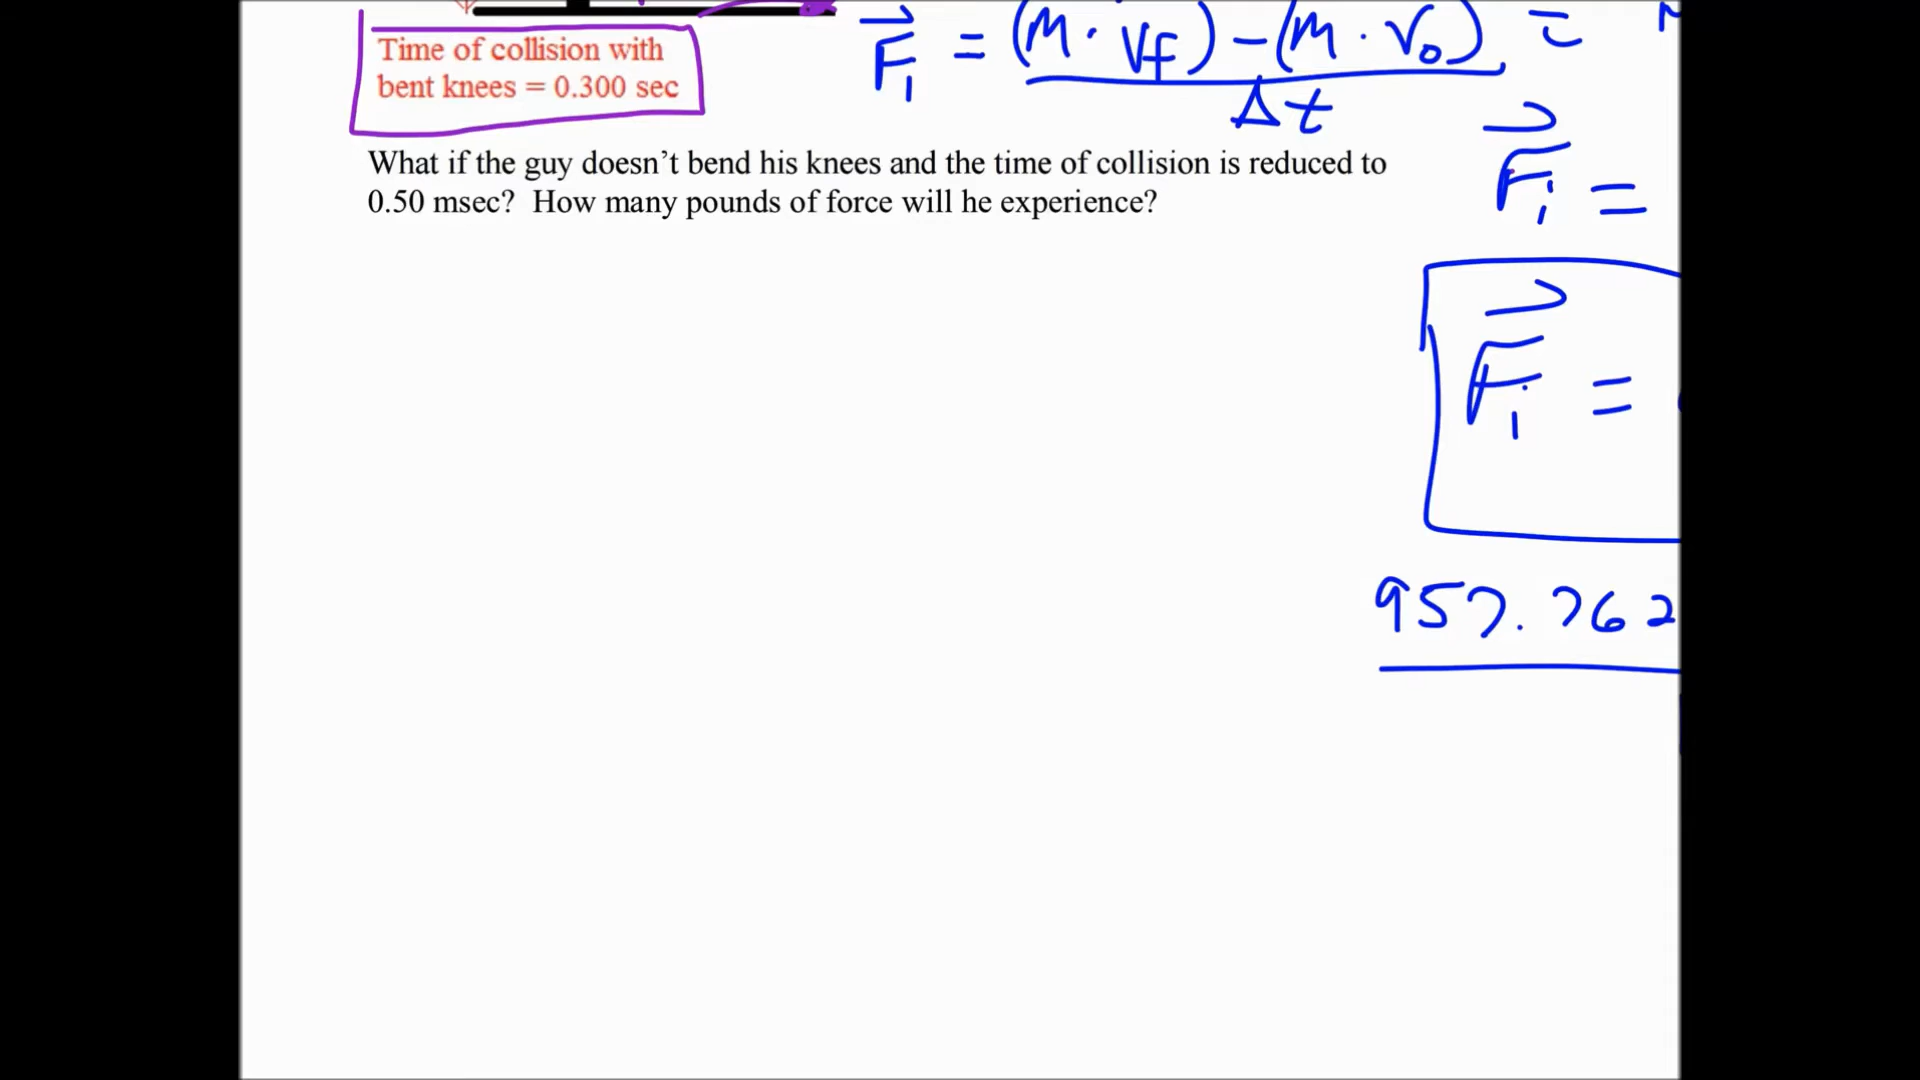 Time of collision with
bent knees = 0.300 sec
F₁ = (m · Vf) - (m · V₀) =
Δt
What if the guy doesn’t bend his knees and the time of collision is reduced to
0.50 msec? How many pounds of force will he experience?
F₁ =
F₁ =
957.762